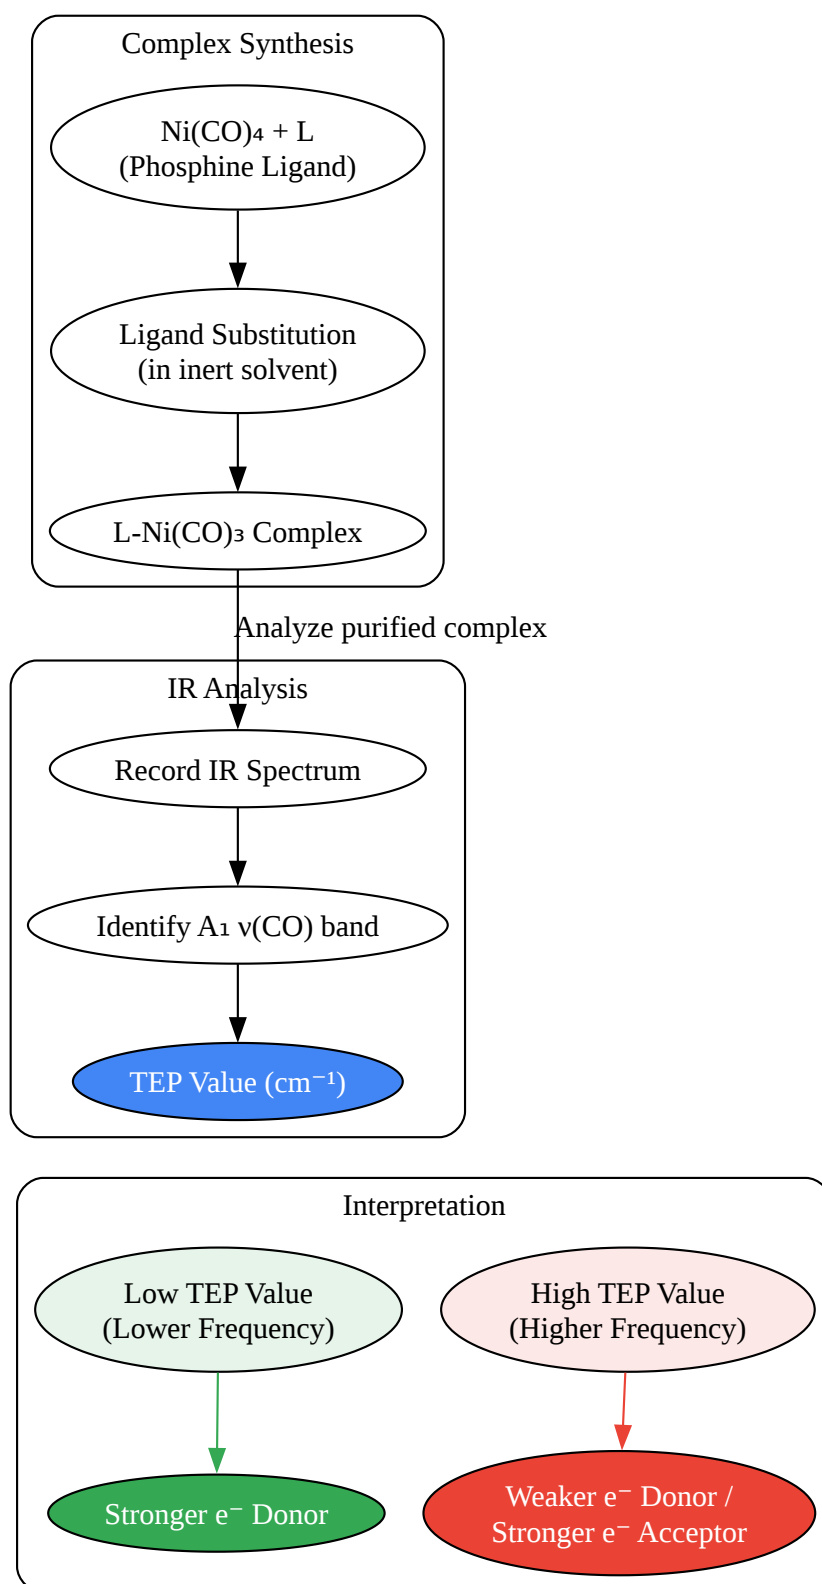 Complex Synthesis
Ni(CO)₄ + L
(Phosphine Ligand)
Ligand Substitution
(in inert solvent)
L-Ni(CO)₃ Complex
Analyze purified complex
IR Analysis
Record IR Spectrum
Identify A₁ ν(CO) band
TEP Value (cm⁻¹)
Interpretation
Low TEP Value
(Lower Frequency)
High TEP Value
(Higher Frequency)
Stronger e⁻ Donor
Weaker e⁻ Donor /
Stronger e⁻ Acceptor